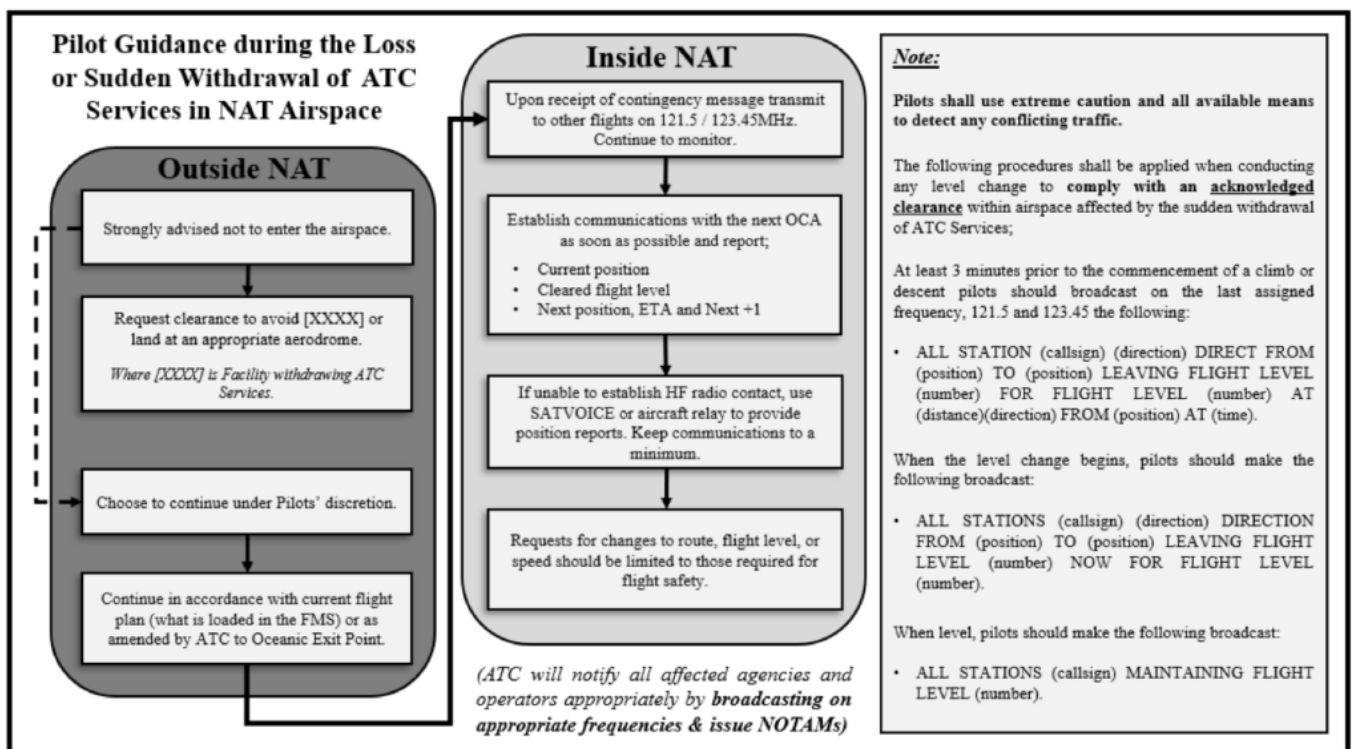 Pilot Guidance during the Loss
or Sudden Withdrawal of ATC
Services in NAT Airspace
Outside NAT
Strongly advised not to enter the airspace.
Request clearance to avoid [XXXX] or
land at an appropriate aerodrome.
Where [XXXX] is Facility withdrawing ATC
Services.
Choose to continue under Pilots’ discretion.
Continue in accordance with current flight
plan (what is loaded in the FMS) or as
amended by ATC to Oceanic Exit Point.
Inside NAT
Upon receipt of contingency message transmit
to other flights on 121.5 / 123.45MHz.
Continue to monitor.
Establish communications with the next OCA
as soon as possible and report;
• Current position
• Cleared flight level
• Next position, ETA and Next +1
If unable to establish HF radio contact, use
SATVOICE or aircraft relay to provide
position reports. Keep communications to a
minimum.
Requests for changes to route, flight level, or
speed should be limited to those required for
flight safety.
(ATC will notify all affected agencies and
operators appropriately by broadcasting on
appropriate frequencies & issue NOTAMs)
Note:
Pilots shall use extreme caution and all available means
to detect any conflicting traffic.
The following procedures shall be applied when conducting
any level change to comply with an acknowledged
clearance within airspace affected by the sudden withdrawal
of ATC Services;
At least 3 minutes prior to the commencement of a climb or
descent pilots should broadcast on the last assigned
frequency, 121.5 and 123.45 the following:
• ALL STATION (callsign) (direction) DIRECT FROM
(position) TO (position) LEAVING FLIGHT LEVEL
(number) FOR FLIGHT LEVEL (number) AT
(distance)(direction) FROM (position) AT (time).
When the level change begins, pilots should make the
following broadcast:
• ALL STATIONS (callsign) (direction) DIRECTION
FROM (position) TO (position) LEAVING FLIGHT
LEVEL (number) NOW FOR FLIGHT LEVEL
(number).
When level, pilots should make the following broadcast:
• ALL STATIONS (callsign) MAINTAINING FLIGHT
LEVEL (number).